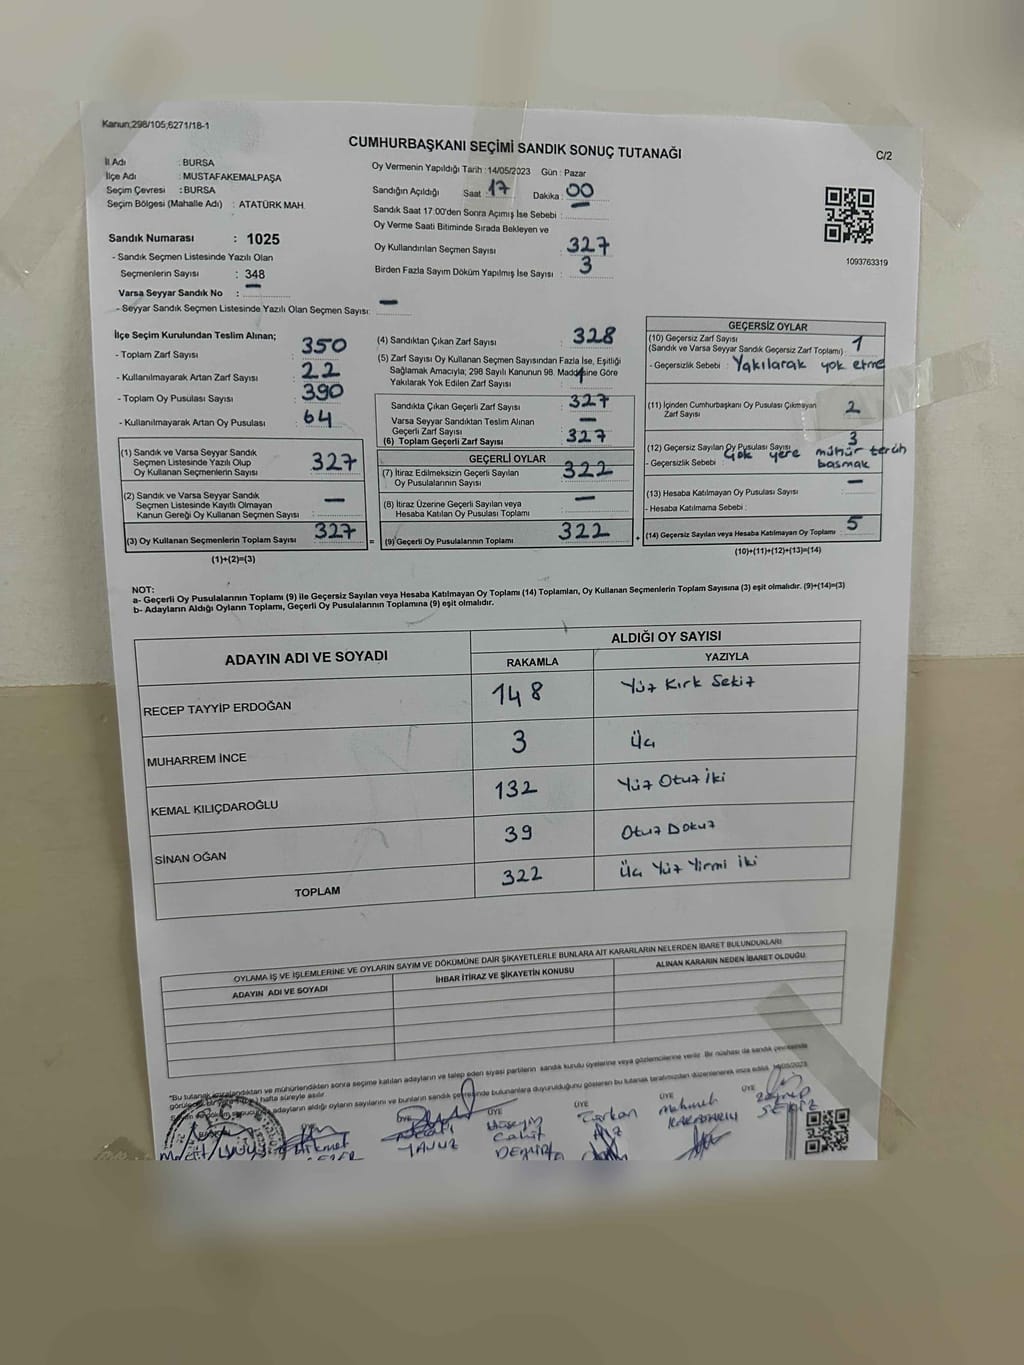 Kanun;298/105;6271/18-1
CUMHURBAŞKANI SEÇİMİ SANDIK SONUÇ TUTANAĞI
C/2
İl Adı : BURSA
İlçe Adı : MUSTAFAKEMALPAŞA
Seçim Çevresi : BURSA
Seçim Bölgesi (Mahalle Adı) : ATATÜRK MAH.
Sandık Numarası : 1025
- Sandık Seçmen Listesinde Yazılı Olan
Seçmenlerin Sayısı : 348
Varsa Seyyar Sandık No : —
- Seyyar Sandık Seçmen Listesinde Yazılı Olan Seçmen Sayısı: —
Oy Vermenin Yapıldığı Tarih : 14/05/2023 Gün : Pazar
Sandığın Açıldığı Saat : 17 Dakika : 00
Sandık Saat 17:00'den Sonra Açımış İse Sebebi : —
Oy Verme Saati Bitiminde Sırada Bekleyen ve
Oy Kullandırılan Seçmen Sayısı : 327
Birden Fazla Sayım Döküm Yapılmış İse Sayısı : 3
1093763319
İlçe Seçim Kurulundan Teslim Alınan;
- Toplam Zarf Sayısı : 350
- Kullanılmayarak Artan Zarf Sayısı : 22
- Toplam Oy Pusulası Sayısı : 390
- Kullanılmayarak Artan Oy Pusulası : 64
(1) Sandık ve Varsa Seyyar Sandık
Seçmen Listesinde Yazılı Olup
Oy Kullanan Seçmenlerin Sayısı : 327
(2) Sandık ve Varsa Seyyar Sandık
Seçmen Listesinde Kayıtlı Olmayan
Kanun Gereği Oy Kullanan Seçmen Sayısı : —
(3) Oy Kullanan Seçmenlerin Toplam Sayısı : 327
(1)+(2)=(3)
(4) Sandıktan Çıkan Zarf Sayısı : 328
(5) Zarf Sayısı Oy Kullanan Seçmen Sayısından Fazla İse, Eşitliği
Sağlamak Amacıyla; 298 Sayılı Kanunun 98. Maddesine Göre
Yakılarak Yok Edilen Zarf Sayısı : 1
Sandıkta Çıkan Geçerli Zarf Sayısı : 327
Varsa Seyyar Sandıktan Teslim Alınan
Geçerli Zarf Sayısı : —
(6) Toplam Geçerli Zarf Sayısı : 327
GEÇERLİ OYLAR
(7) İtiraz Edilmeksizin Geçerli Sayılan
Oy Pusulalarının Sayısı : 322
(8) İtiraz Üzerine Geçerli Sayılan veya
Hesaba Katılan Oy Pusulası Toplamı : —
= (9) Geçerli Oy Pusulalarının Toplamı : 322
GEÇERSİZ OYLAR
(10) Geçersiz Zarf Sayısı
(Sandık ve Varsa Seyyar Sandık Geçersiz Zarf Toplamı) : 1
- Geçersizlik Sebebi : Yakılarak yok etme
(11) İçinden Cumhurbaşkanı Oy Pusulası Çıkmayan
Zarf Sayısı : 2
(12) Geçersiz Sayılan Oy Pusulası Sayısı : 3
- Geçersizlik Sebebi : Çok yere mühür tercih
basmak
(13) Hesaba Katılmayan Oy Pusulası Sayısı : —
- Hesaba Katılmama Sebebi :
+ (14) Geçersiz Sayılan veya Hesaba Katılmayan Oy Toplamı : 5
(10)+(11)+(12)+(13)=(14)
NOT:
a- Geçerli Oy Pusulalarının Toplamı (9) ile Geçersiz Sayılan veya Hesaba Katılmayan Oy Toplamı (14) Toplamları, Oy Kullanan Seçmenlerin Toplam Sayısına (3) eşit olmalıdır. (9)+(14)=(3)
b- Adayların Aldığı Oyların Toplamı, Geçerli Oy Pusulalarının Toplamına (9) eşit olmalıdır.
ADAYIN ADI VE SOYADI
ALDIĞI OY SAYISI
RAKAMLA YAZIYLA
RECEP TAYYİP ERDOĞAN 148 Yüz Kırk Sekiz
MUHARREM İNCE 3 Üç
KEMAL KILIÇDAROĞLU 132 Yüz Otuz İki
SİNAN OĞAN 39 Otuz Dokuz
TOPLAM 322 Üç Yüz Yirmi İki
OYLAMA İŞ VE İŞLEMLERİNE VE OYLARIN SAYIM VE DÖKÜMÜNE DAİR ŞİKAYETLERLE BUNLARA AİT KARARLARIN NELERDEN İBARET BULUNDUKLARI
ADAYIN ADI VE SOYADI İHBAR İTİRAZ VE ŞİKAYETİN KONUSU ALINAN KARARIN NEDEN İBARET OLDUĞU
"Bu tutanak imzalandıktan ve mühürlendikten sonra seçime katılan adayların ve talep eden siyasi partilerin sandık kurulu üyelerine veya gözlemcilerine verilir. Bir nüshası da sandık çevresinde
adayların aldığı oyların sayılarını ve bunların sandık çevresinde bulunanlara duyurulduğunu gösteren bu tutanak tarafımızdan düzenlenerek imza edildi. 14/05/2023
ÜYE ÜYE ÜYE ÜYE ÜYE
YAVUZ
Hüseyin
Cahit
Mehmet
Zeynep